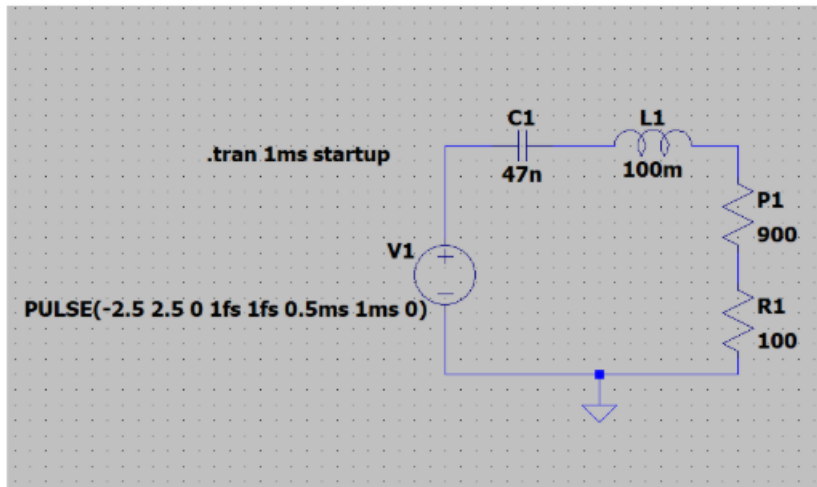 C1
L1
.tran 1ms startup
47n
100m
P1
900
V1
PULSE(-2.5 2.5 0 1fs 1fs 0.5ms 1ms 0)
R1
100